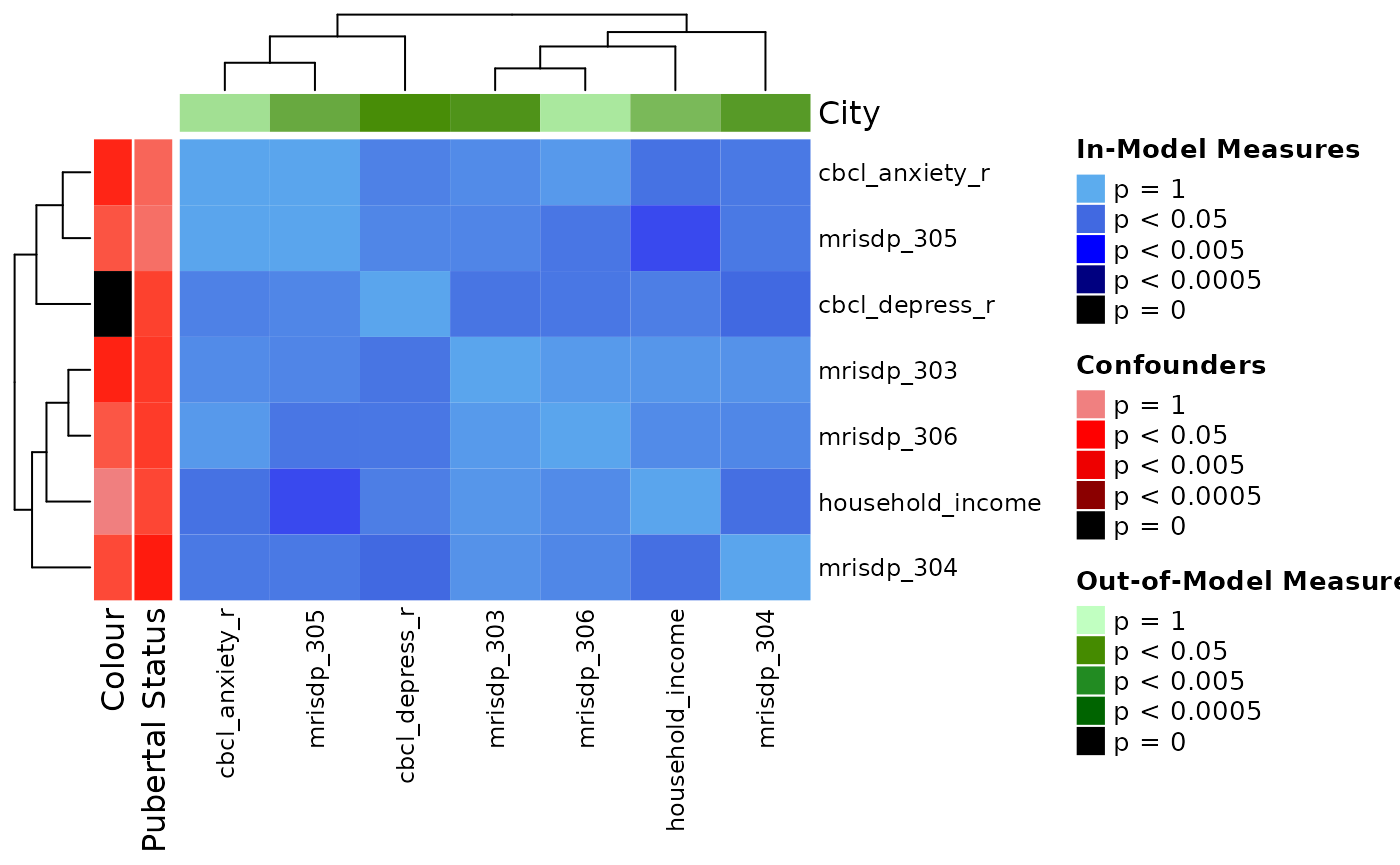 City
cbcl_anxiety_r
mrisdp_305
cbcl_depress_r
mrisdp_303
mrisdp_306
household_income
mrisdp_304
Colour
Pubertal Status
cbcl_anxiety_r
mrisdp_305
cbcl_depress_r
mrisdp_303
mrisdp_306
household_income
mrisdp_304
In-Model Measures
p = 1
p < 0.05
p < 0.005
p < 0.0005
p = 0
Confounders
p = 1
p < 0.05
p < 0.005
p < 0.0005
p = 0
Out-of-Model Measure
p = 1
p < 0.05
p < 0.005
p < 0.0005
p = 0